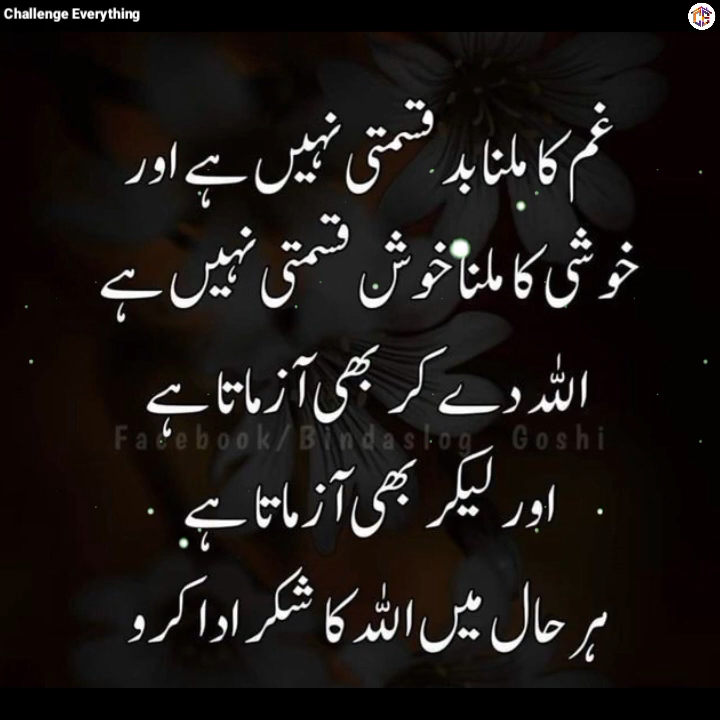 Challenge Everything
غم کا ملنا بد قسمتی نہیں ہے اور
خوشی کا ملنا خوش قسمتی نہیں ہے
اللہ دے کر بھی آزماتا ہے
Facebook/Bindaslog Goshi
اور لیکر بھی آزماتا ہے
ہر حال میں اللہ کا شکر ادا کرو